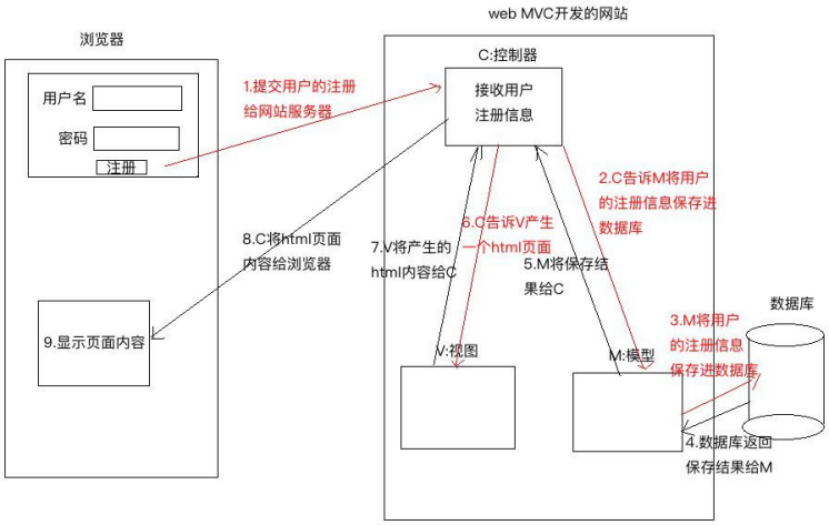 web MVC开发的网站
浏览器
C:控制器
用户名
密码
注册
1.提交用户的注册
给网站服务器
接收用户
注册信息
2.C告诉M将用户
的注册信息保存进
数据库
6.C告诉V产生
一个html页面
7.V将产生的
html内容给C
8.C将html页面
内容给浏览器
5.M将保存结
果给C
9.显示页面内容
V:视图
M:模型
数据库
3.M将用户
的注册信息
保存进数据库
4.数据库返回
保存结果给M